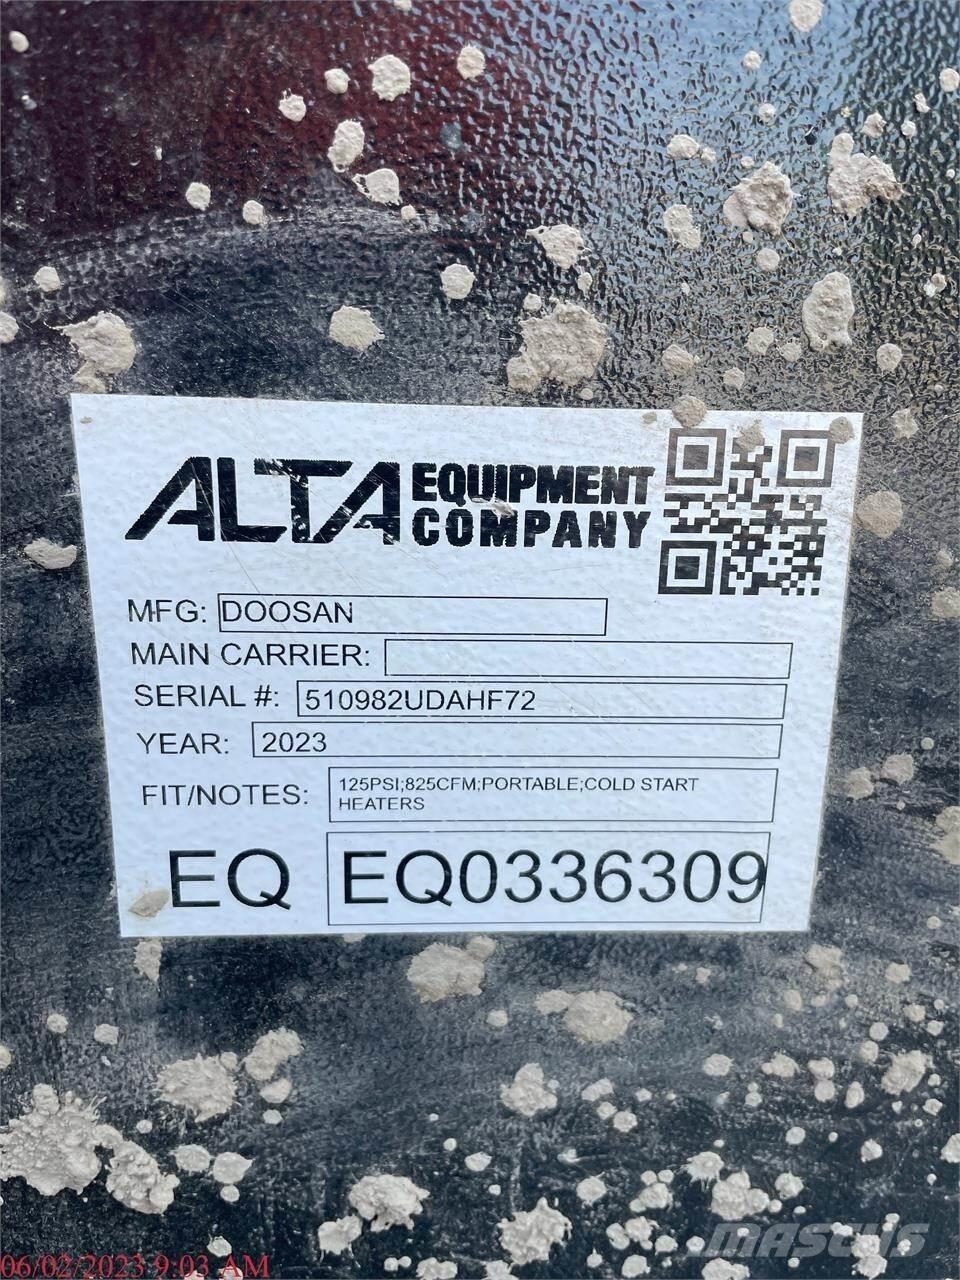 ALTA EQUIPMENT
COMPANY
MFG: DOOSAN
MAIN CARRIER:
SERIAL #: 510982UDAHF72
YEAR: 2023
FIT/NOTES: 125PSI;825CFM;PORTABLE;COLD START
HEATERS
EQ EQ0336309
MASCUS
06/02/2023 9:03 AM